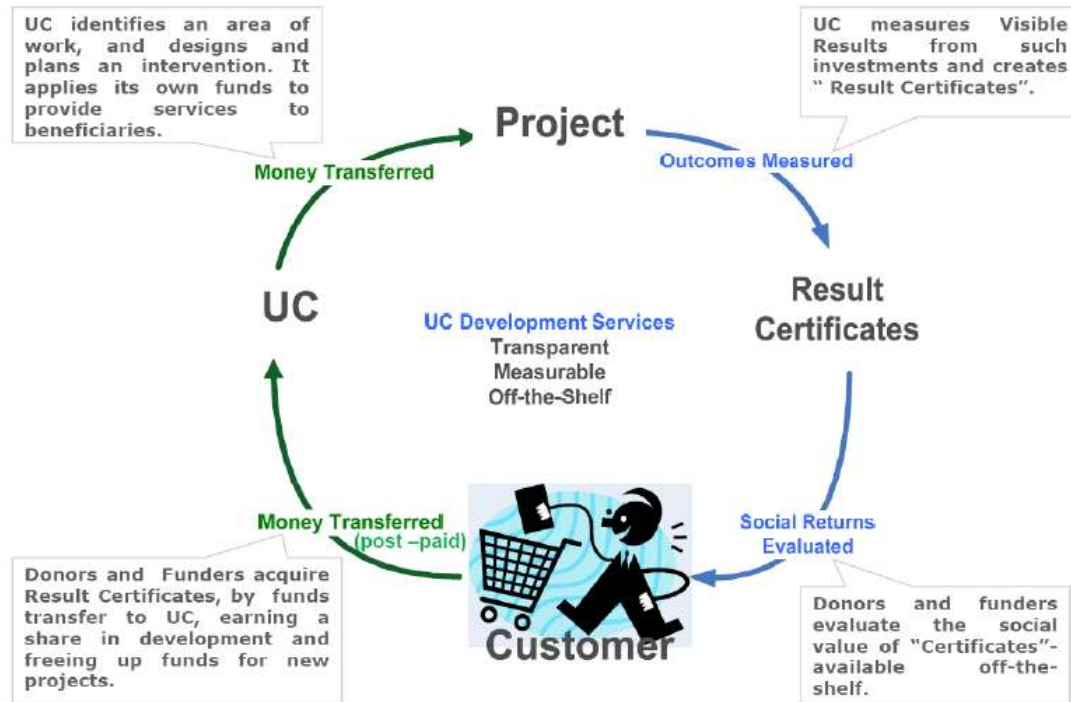 UC identifies an area of
work, and designs and
plans an intervention. It
applies its own funds to
provide services to
beneficiaries.
UC measures Visible
Results from such
investments and creates
“ Result Certificates”.
Project
Money Transferred
Outcomes Measured
UC
Result
Certificates
UC Development Services
Transparent
Measurable
Off-the-Shelf
Money Transferred
(post –paid)
Social Returns
Evaluated
Customer
Donors and Funders acquire
Result Certificates, by funds
transfer to UC, earning a
share in development and
freeing up funds for new
projects.
Donors and funders
evaluate the social
value of “Certificates”-
available off-the-
shelf.